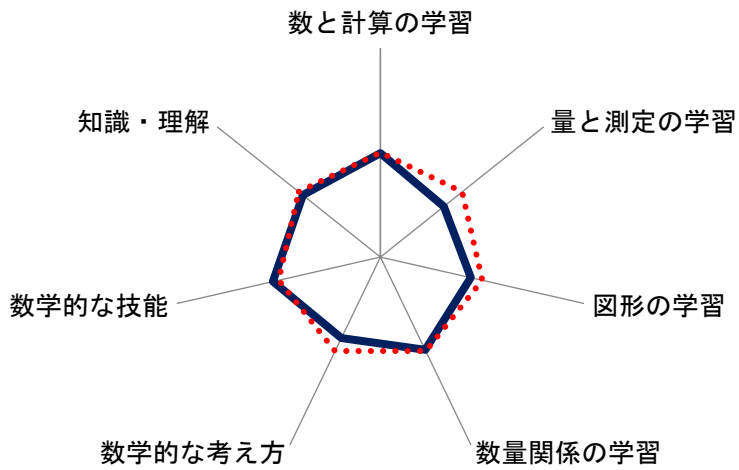 数と計算の学習
知識・理解
量と測定の学習
数学的な技能
図形の学習
数学的な考え方
数量関係の学習